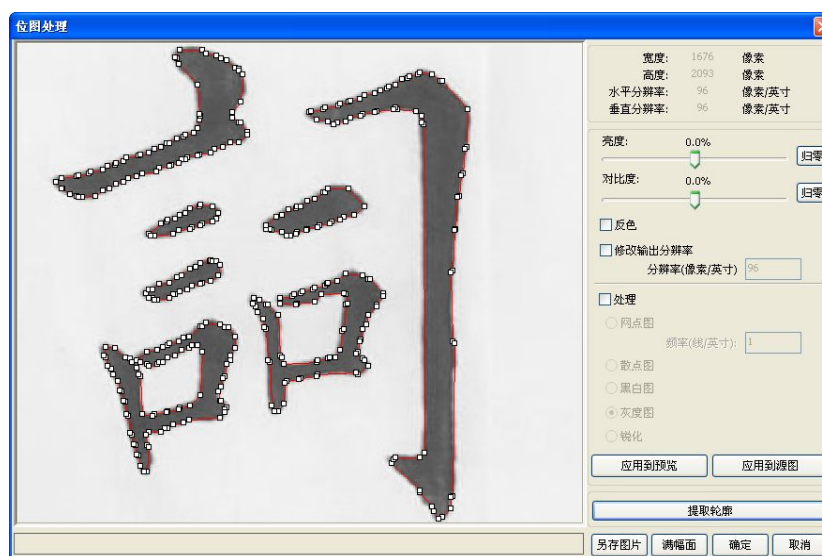 位图处理
詞
宽度: 1676 像素
高度: 2093 像素
水平分辨率: 96 像素/英寸
垂直分辨率: 96 像素/英寸
亮度: 0.0% 归零
对比度: 0.0% 归零
反色
修改输出分辨率
分辨率(像素/英寸) 96
处理
网点图
频率(线/英寸): 1
散点图
黑白图
灰度图
锐化
应用到预览 应用到源图
提取轮廓
另存图片 满幅面 确定 取消